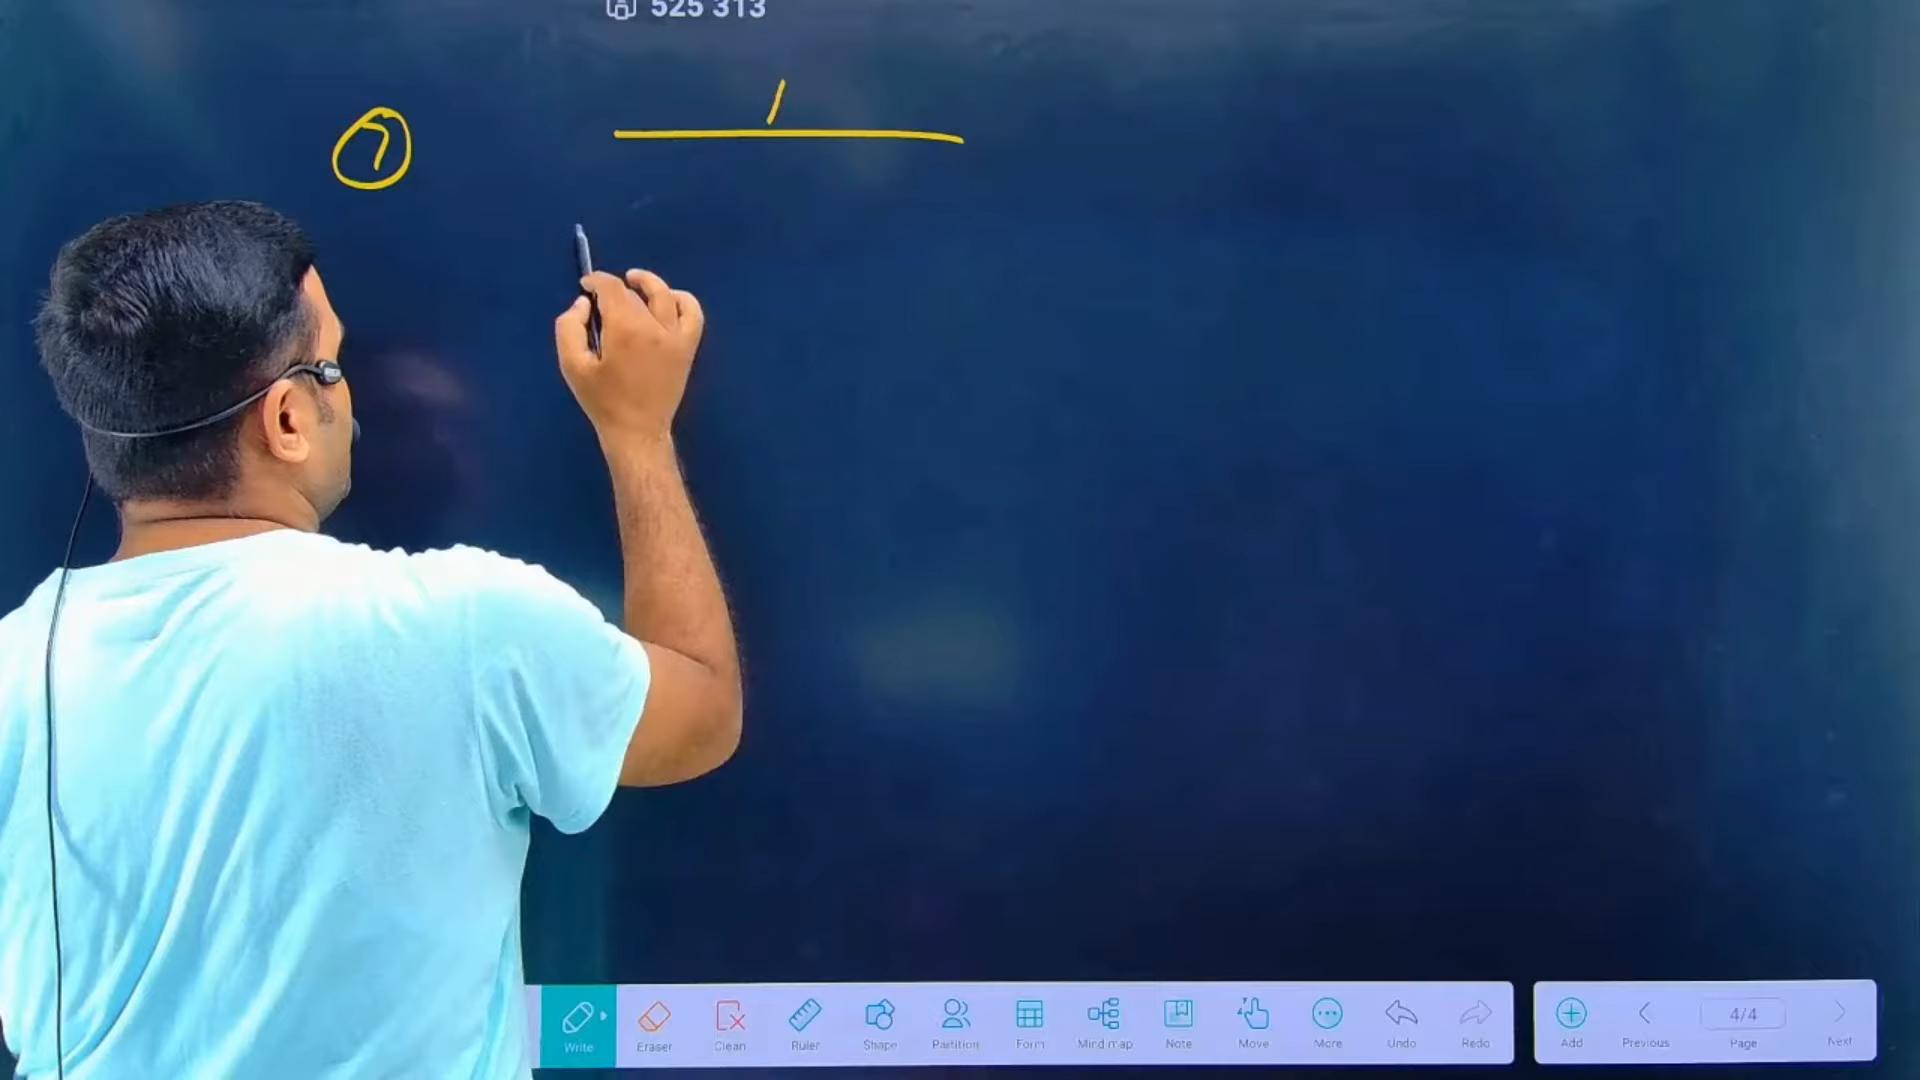 525 313
7
1
Write
Eraser
Clean
Ruler
Shape
Partition
Form
Mind map
Note
Move
More
Undo
Redo
Add
Previous
4/4
Page
Next